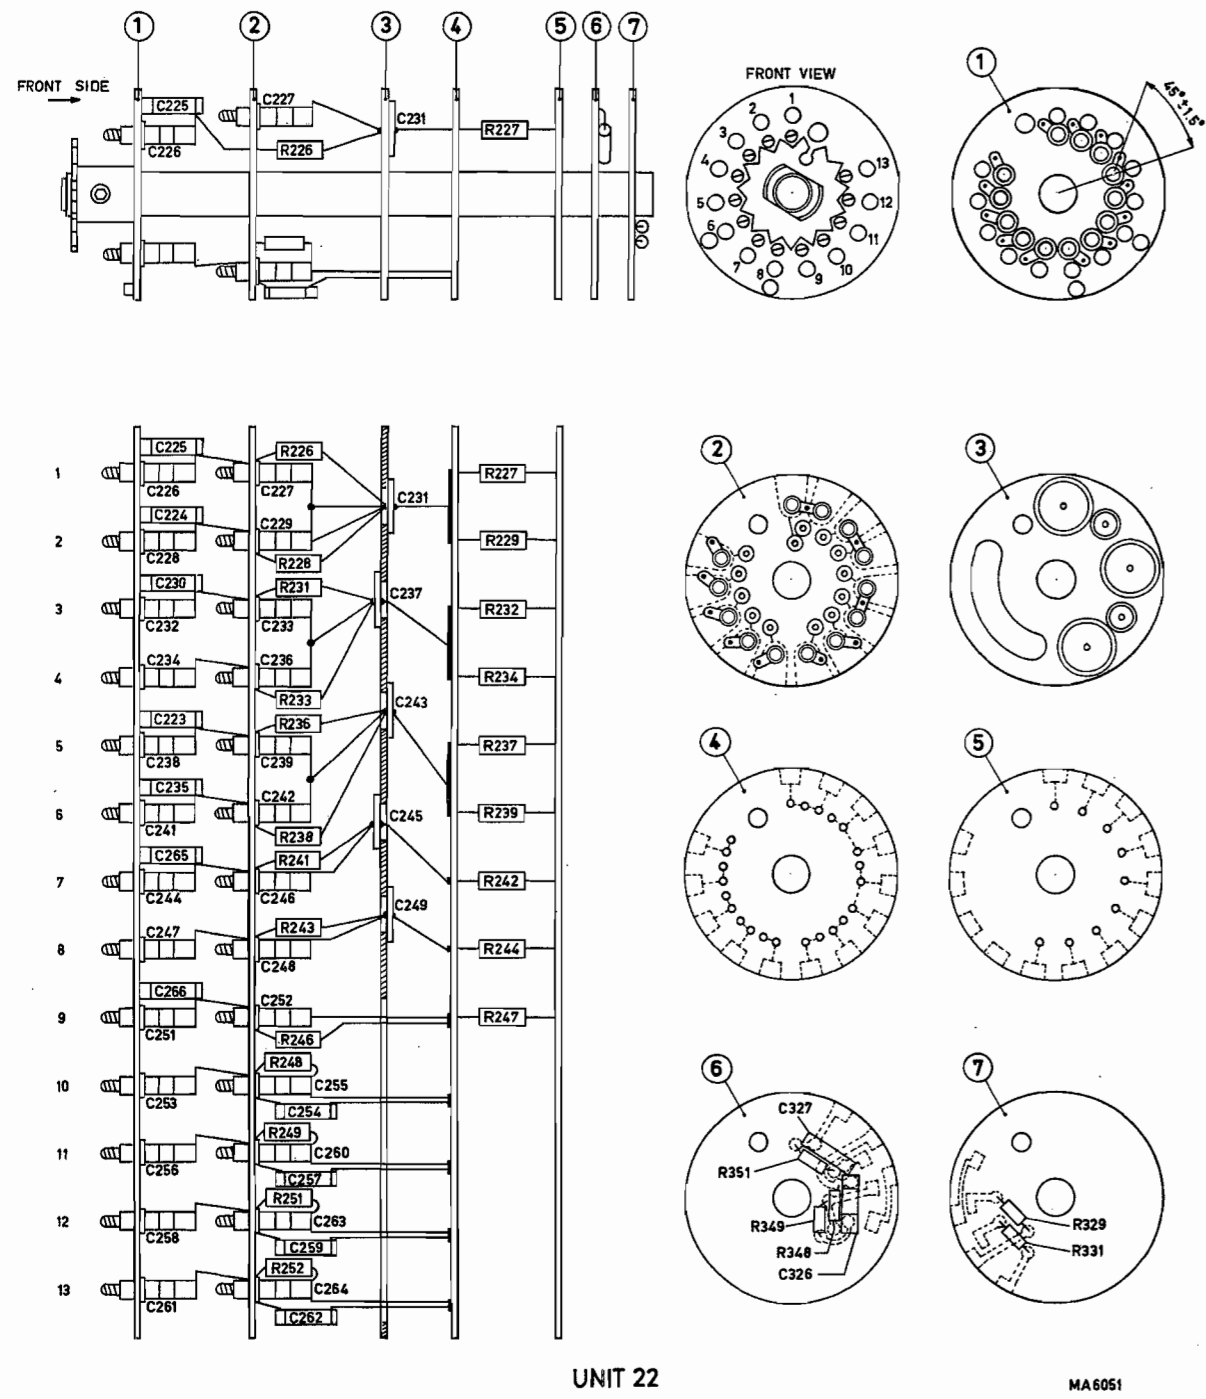 1 2 3 4 5 6 7
FRONT SIDE
C225
C226
C227
R226
C231
R227
FRONT VIEW
1
2
3
4
5
6
7
8
9
10
11
12
13
1
45°±1.5°
1
C225
C226
R226
C227
C231
R227
2
C224
C228
C229
R228
R229
3
C230
C232
R231
C233
C237
R232
4
C234
C236
R233
R234
5
C223
C238
R236
C239
C243
R237
6
C235
C241
C242
R238
C245
R239
7
C265
C244
R241
C246
R242
8
C247
R243
C248
C249
R244
9
C266
C251
C252
R246
R247
10
C253
R248
C255
C254
11
C256
R249
C260
C257
12
C258
R251
C263
C259
13
C261
R252
C264
C262
2
3
4
5
6
C327
R351
R349
R348
C326
7
R329
R331
UNIT 22
MA6051